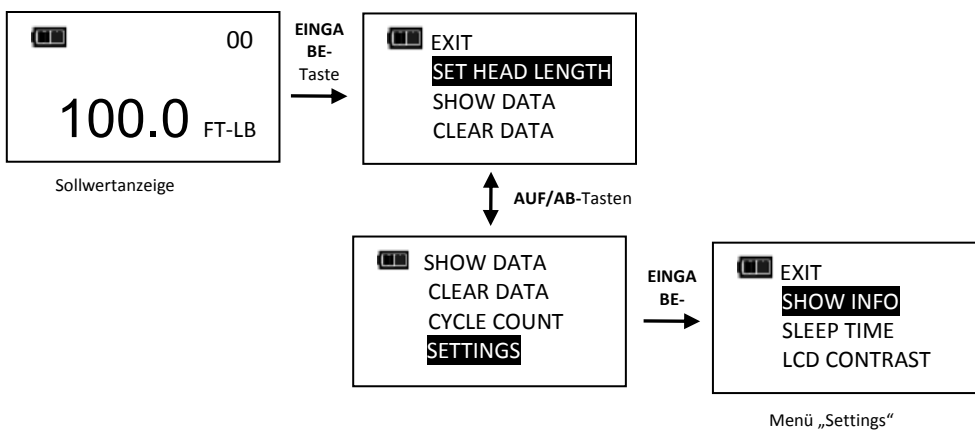 00
100.0 FT-LB
Sollwertanzeige
EINGA
BE-
Taste
EXIT
SET HEAD LENGTH
SHOW DATA
CLEAR DATA
AUF/AB-Tasten
SHOW DATA
CLEAR DATA
CYCLE COUNT
SETTINGS
EINGA
BE-
EXIT
SHOW INFO
SLEEP TIME
LCD CONTRAST
Menü „Settings“